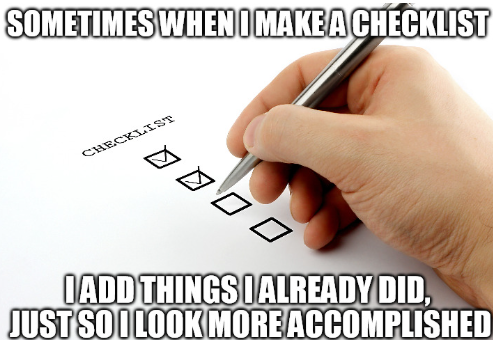 SOMETIMES WHEN I MAKE A CHECKLIST
CHECKLIST
I ADD THINGS I ALREADY DID,
JUST SO I LOOK MORE ACCOMPLISHED